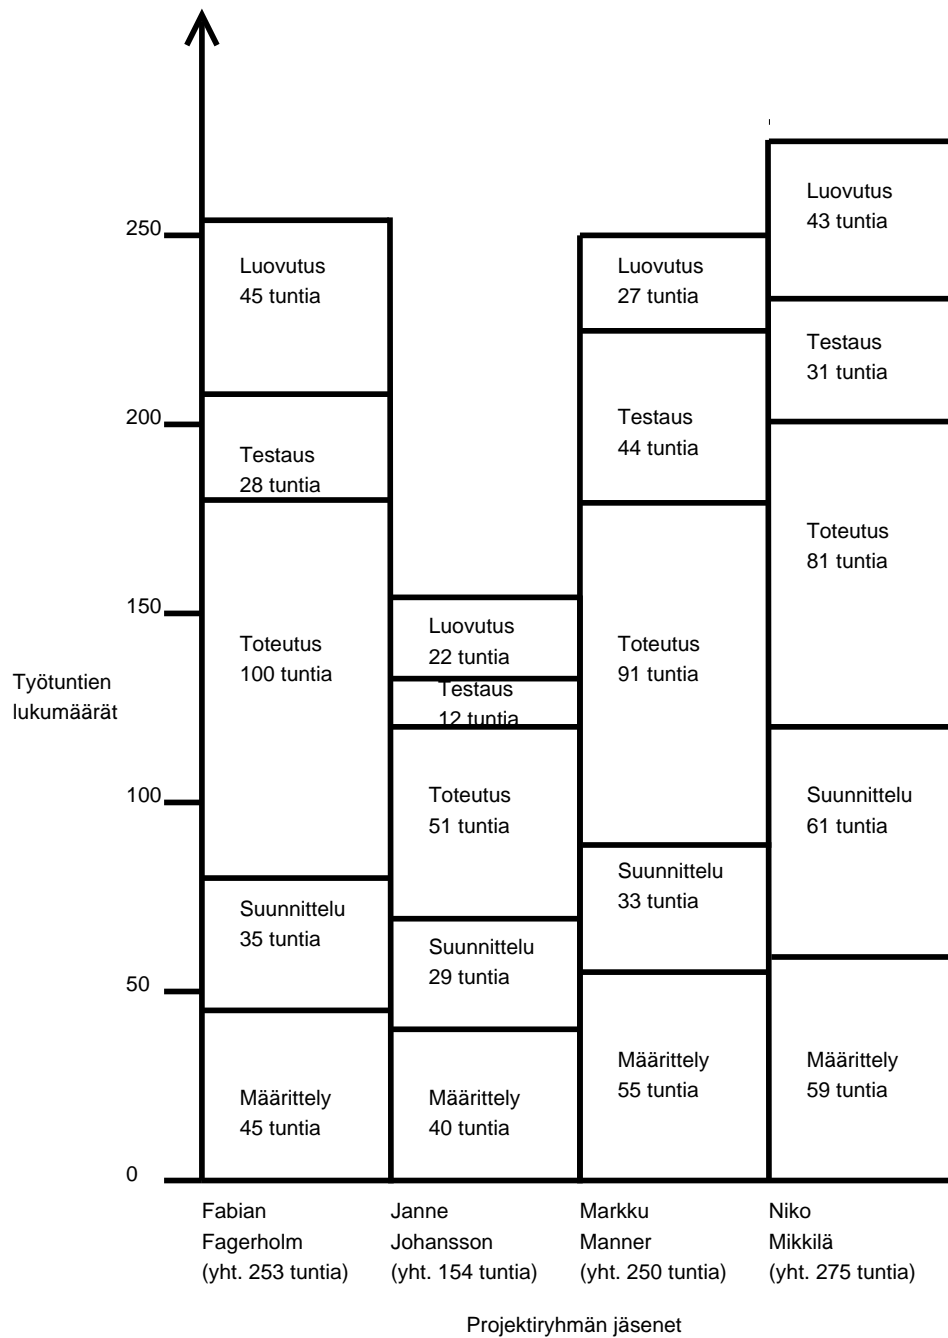 250
200
150
100
50
0
Työtuntien
lukumäärät
Luovutus
45 tuntia
Testaus
28 tuntia
Toteutus
100 tuntia
Suunnittelu
35 tuntia
Määrittely
45 tuntia
Luovutus
22 tuntia
Testaus
12 tuntia
Toteutus
51 tuntia
Suunnittelu
29 tuntia
Määrittely
40 tuntia
Luovutus
27 tuntia
Testaus
44 tuntia
Toteutus
91 tuntia
Suunnittelu
33 tuntia
Määrittely
55 tuntia
Luovutus
43 tuntia
Testaus
31 tuntia
Toteutus
81 tuntia
Suunnittelu
61 tuntia
Määrittely
59 tuntia
Fabian
Fagerholm
(yht. 253 tuntia)
Janne
Johansson
(yht. 154 tuntia)
Markku
Manner
(yht. 250 tuntia)
Niko
Mikkilä
(yht. 275 tuntia)
Projektiryhmän jäsenet